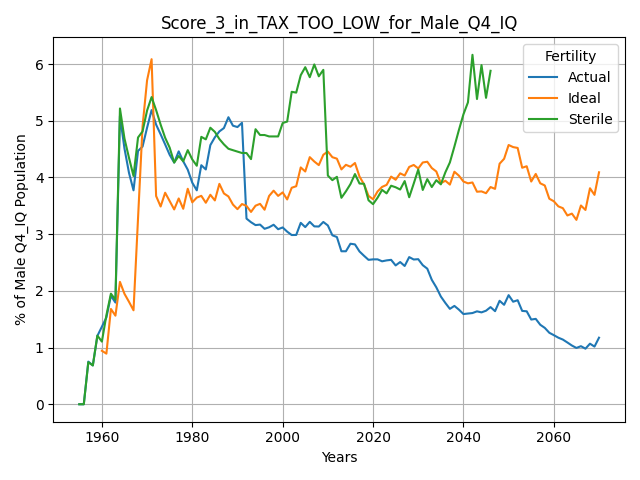 Score_3_in_TAX_TOO_LOW_for_Male_Q4_IQ
% of Male Q4_IQ Population
6
5
4
3
2
1
0
Fertility
Actual
Ideal
Sterile
1960 1980 2000 2020 2040 2060
Years